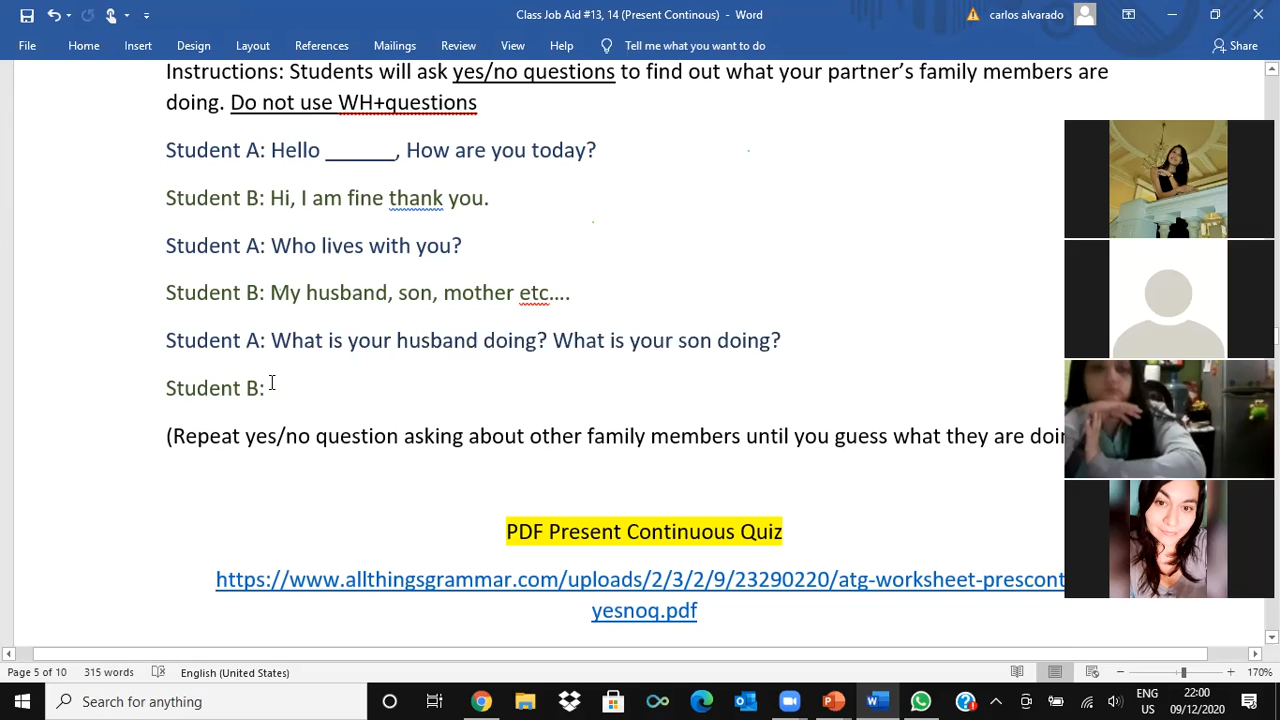 Class Job Aid #13, 14 (Present Continous) - Word
carlos alvarado
File Home Insert Draw Design Layout References Mailings Review View Help Tell me what you want to do Share
Instructions: Students will ask yes/no questions to find out what your partner's family members are
doing. Do not use WH+questions
Student A: Hello ______, How are you today?
Student B: Hi, I am fine thank you.
Student A: Who lives with you?
Student B: My husband, son, mother etc….
Student A: What is your husband doing? What is your son doing?
Student B:
(Repeat yes/no question asking about other family members until you guess what they are doin
PDF Present Continuous Quiz
https://www.allthingsgrammar.com/uploads/2/3/2/9/23290220/atg-worksheet-prescont
yesnoq.pdf
Page 5 of 10 315 words English (United States) 170%
Search for anything
ENG
US
22:00
09/12/2020